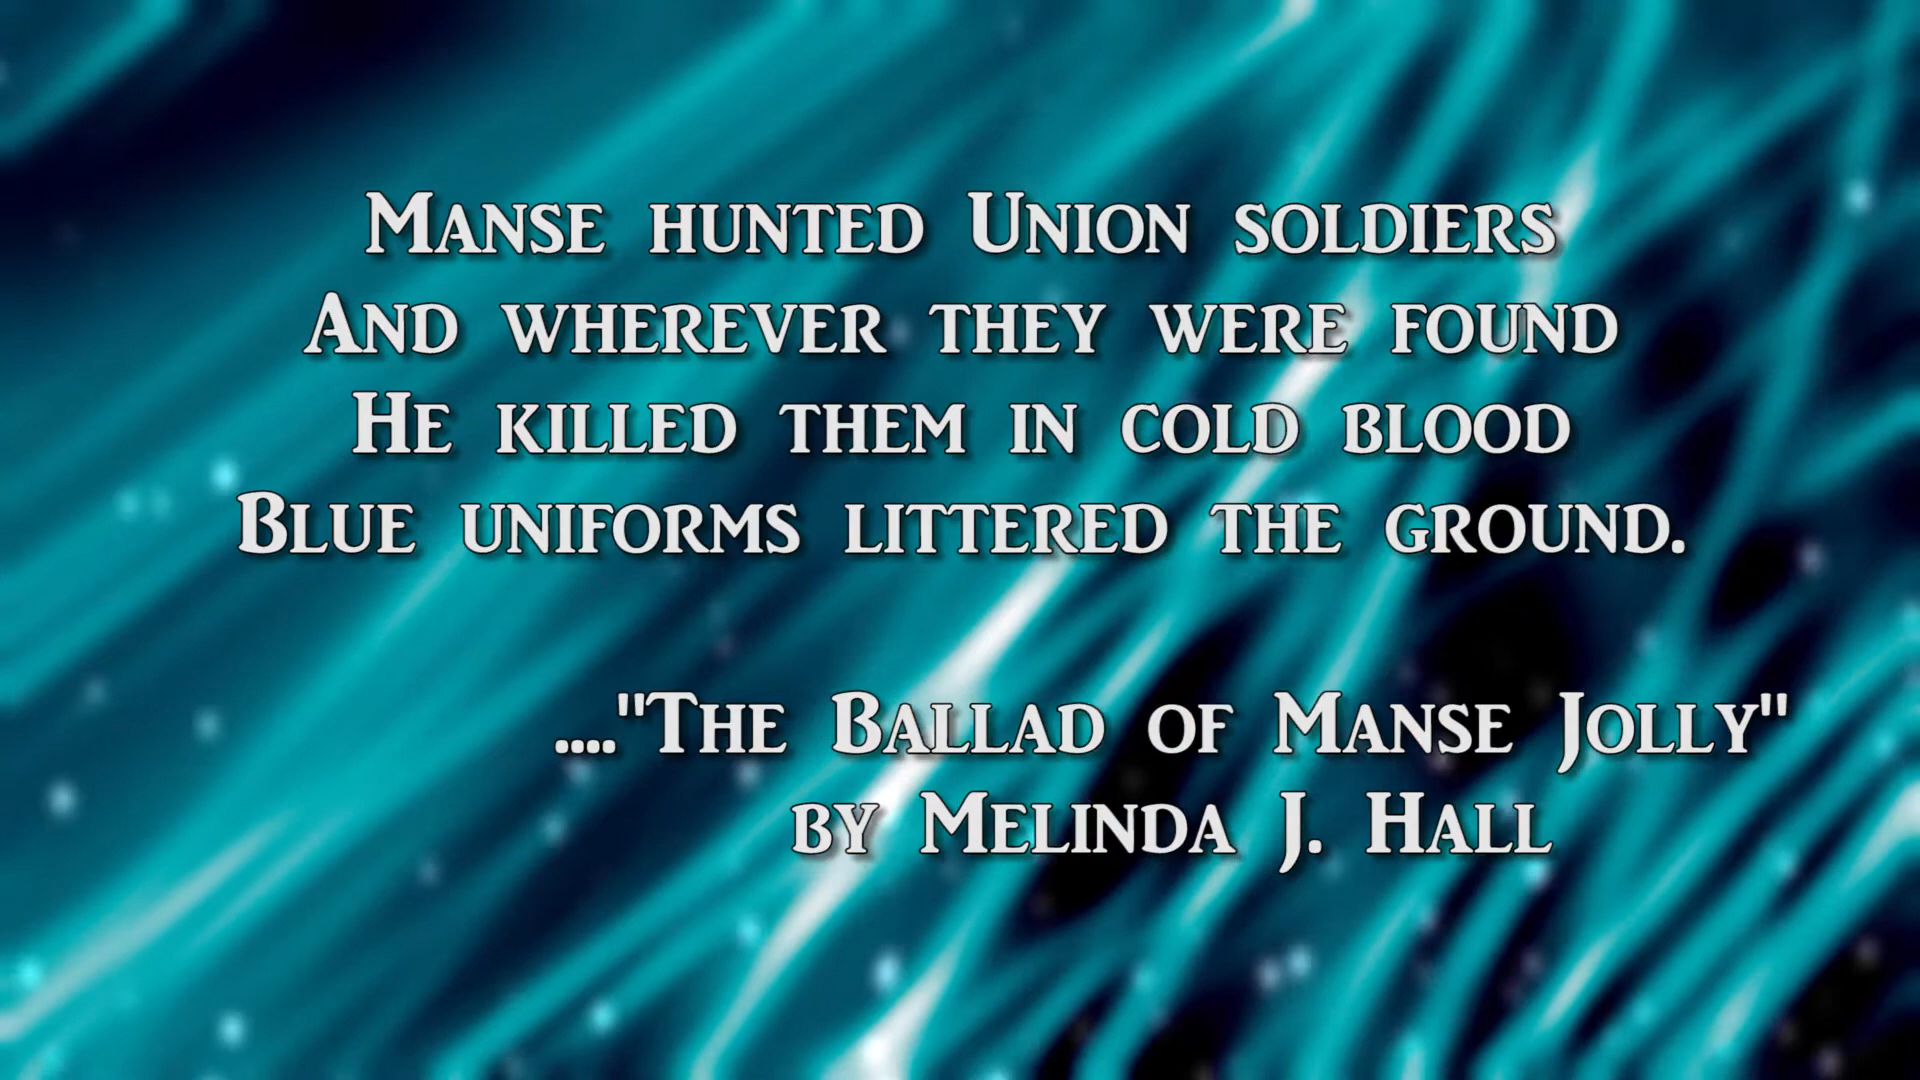 Manse hunted Union soldiers
And wherever they were found
He killed them in cold blood
Blue uniforms littered the ground.
...."The Ballad of Manse Jolly"
by Melinda J. Hall